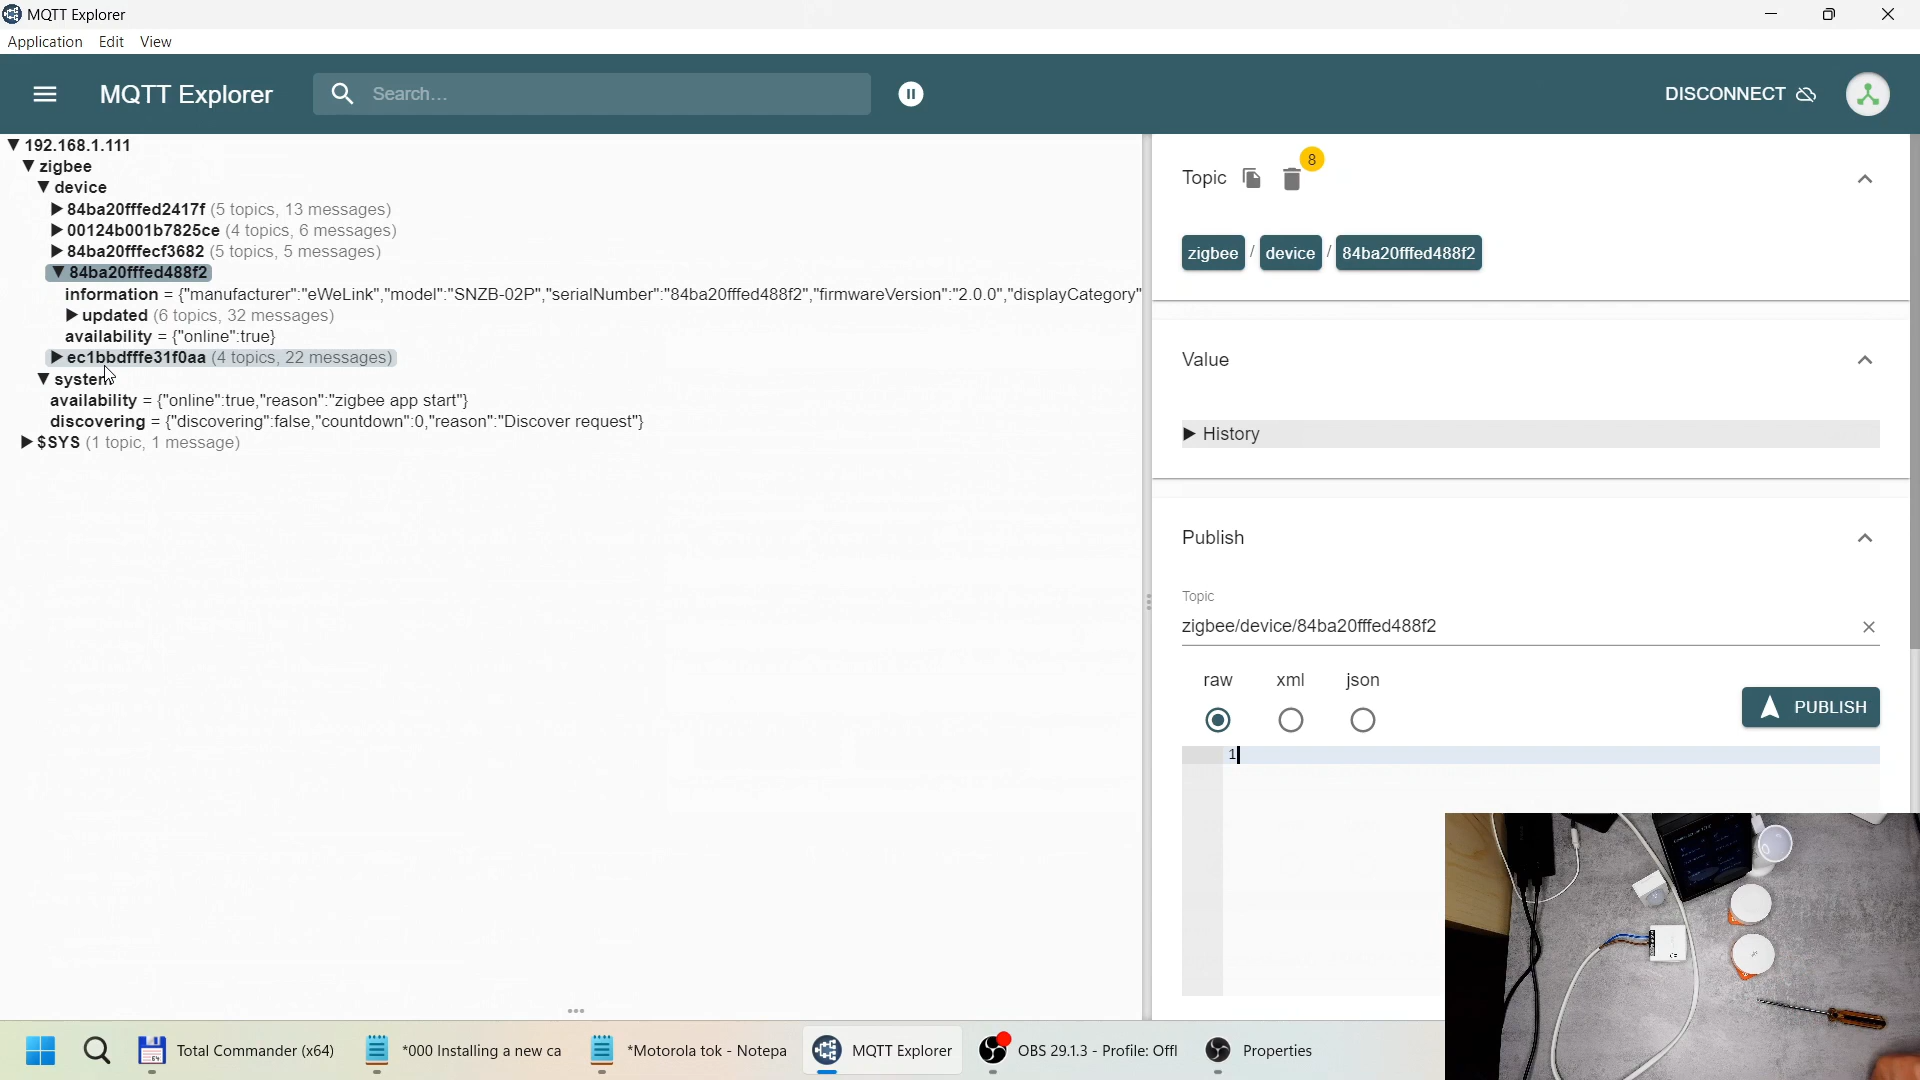 MQTT Explorer
Application Edit View
MQTT Explorer
Search...
DISCONNECT
192.168.1.111
zigbee
device
84ba20fffed2417f (5 topics, 13 messages)
00124b001b7825ce (4 topics, 6 messages)
84ba20fffecf3682 (5 topics, 5 messages)
84ba20fffed488f2
information = {"manufacturer":"eWeLink","model":"SNZB-02P","serialNumber":"84ba20fffed488f2","firmwareVersion":"2.0.0","displayCategory"
updated (6 topics, 32 messages)
availability = {"online":true}
ec1bbdfffe31f0aa (4 topics, 22 messages)
system
availability = {"online":true,"reason":"zigbee app start"}
discovering = {"discovering":false,"countdown":0,"reason":"Discover request"}
$SYS (1 topic, 1 message)
Topic
8
zigbee / device / 84ba20fffed488f2
Value
History
Publish
Topic
zigbee/device/84ba20fffed488f2
raw xml json
PUBLISH
1
64
Total Commander (x64)
*000 Installing a new ca
*Motorola tok - Notepa
MQTT Explorer
OBS 29.1.3 - Profile: Offl
Properties